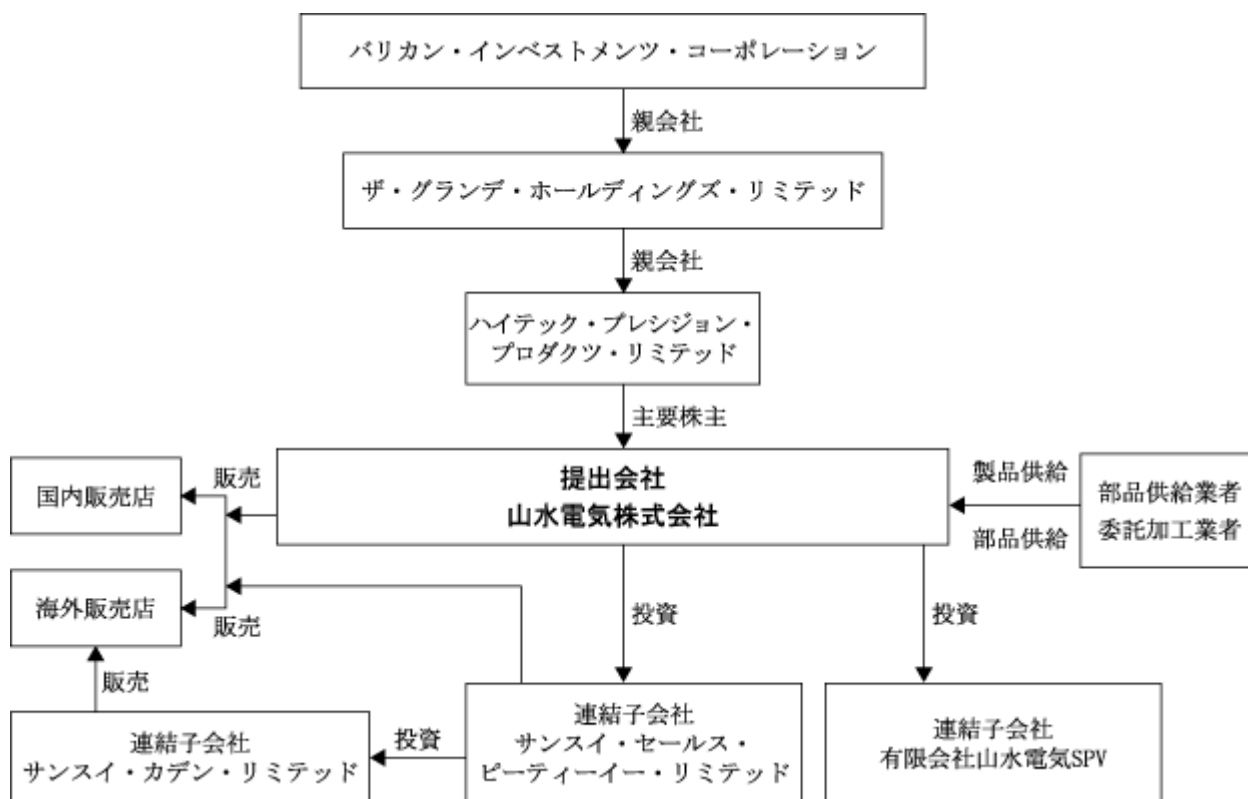 バリカン・インベストメンツ・コーポレーション
親会社
ザ・グランデ・ホールディングズ・リミテッド
親会社
ハイテック・プレシジョン・
プロダクツ・リミテッド
主要株主
国内販売店
販売
提出会社
山水電気株式会社
製品供給
部品供給
部品供給業者
委託加工業者
海外販売店
販売
投資
投資
販売
連結子会社
サンスイ・カデン・リミテッド
投資
連結子会社
サンスイ・セールス・
ピーティーイー・リミテッド
連結子会社
有限会社山水電気SPV